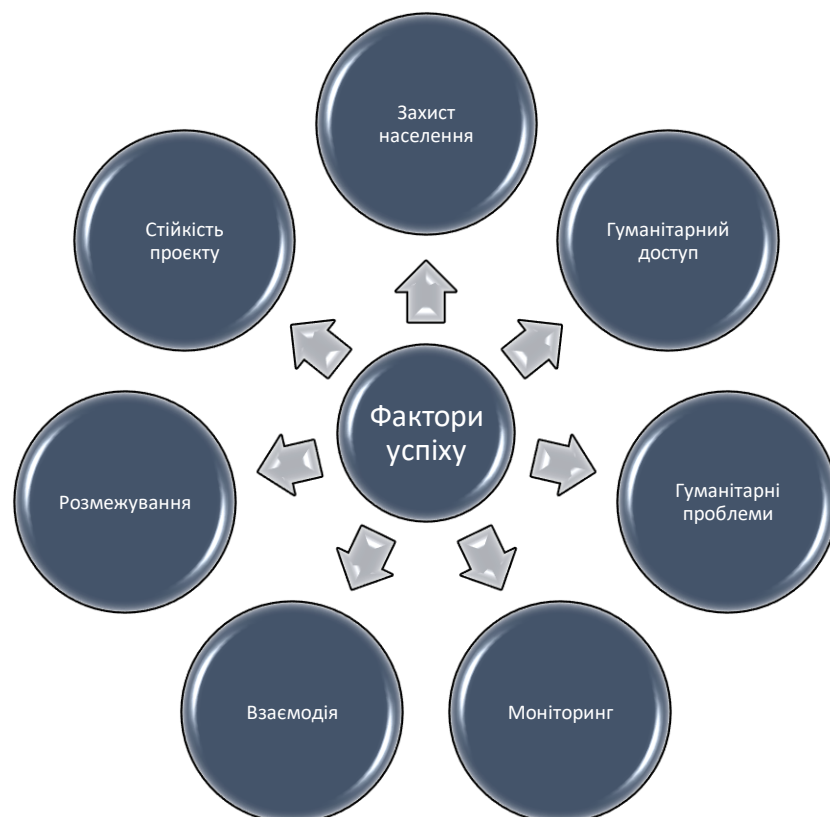 Захист
населення
Стійкість
проєкту
Гуманітарний
доступ
Фактори
успіху
Розмежування
Гуманітарні
проблеми
Взаємодія
Моніторинг